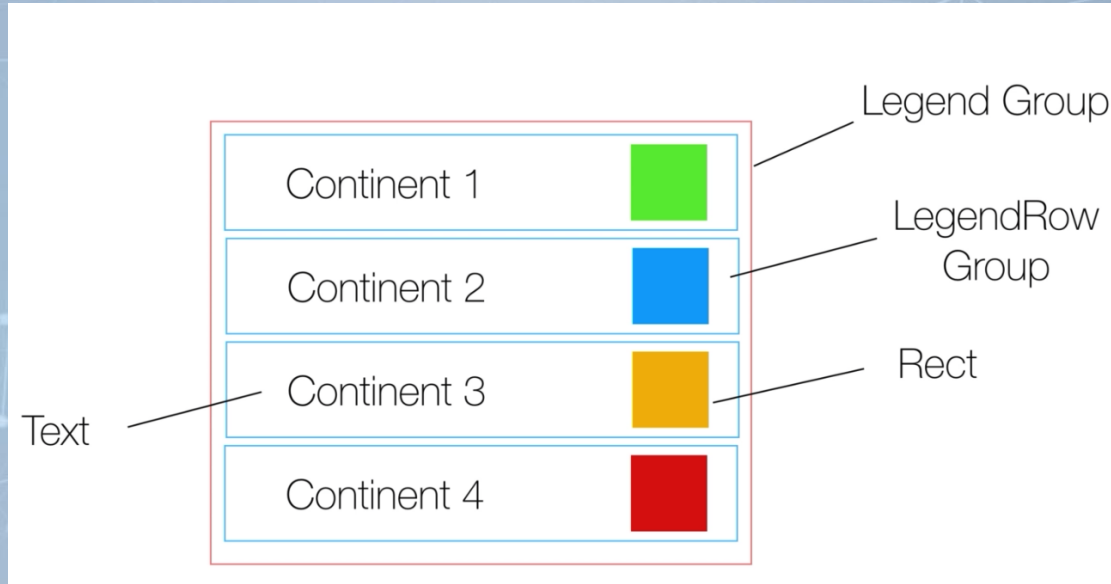 Legend Group
Continent 1
LegendRow
Group
Continent 2
Rect
Continent 3
Text
Continent 4